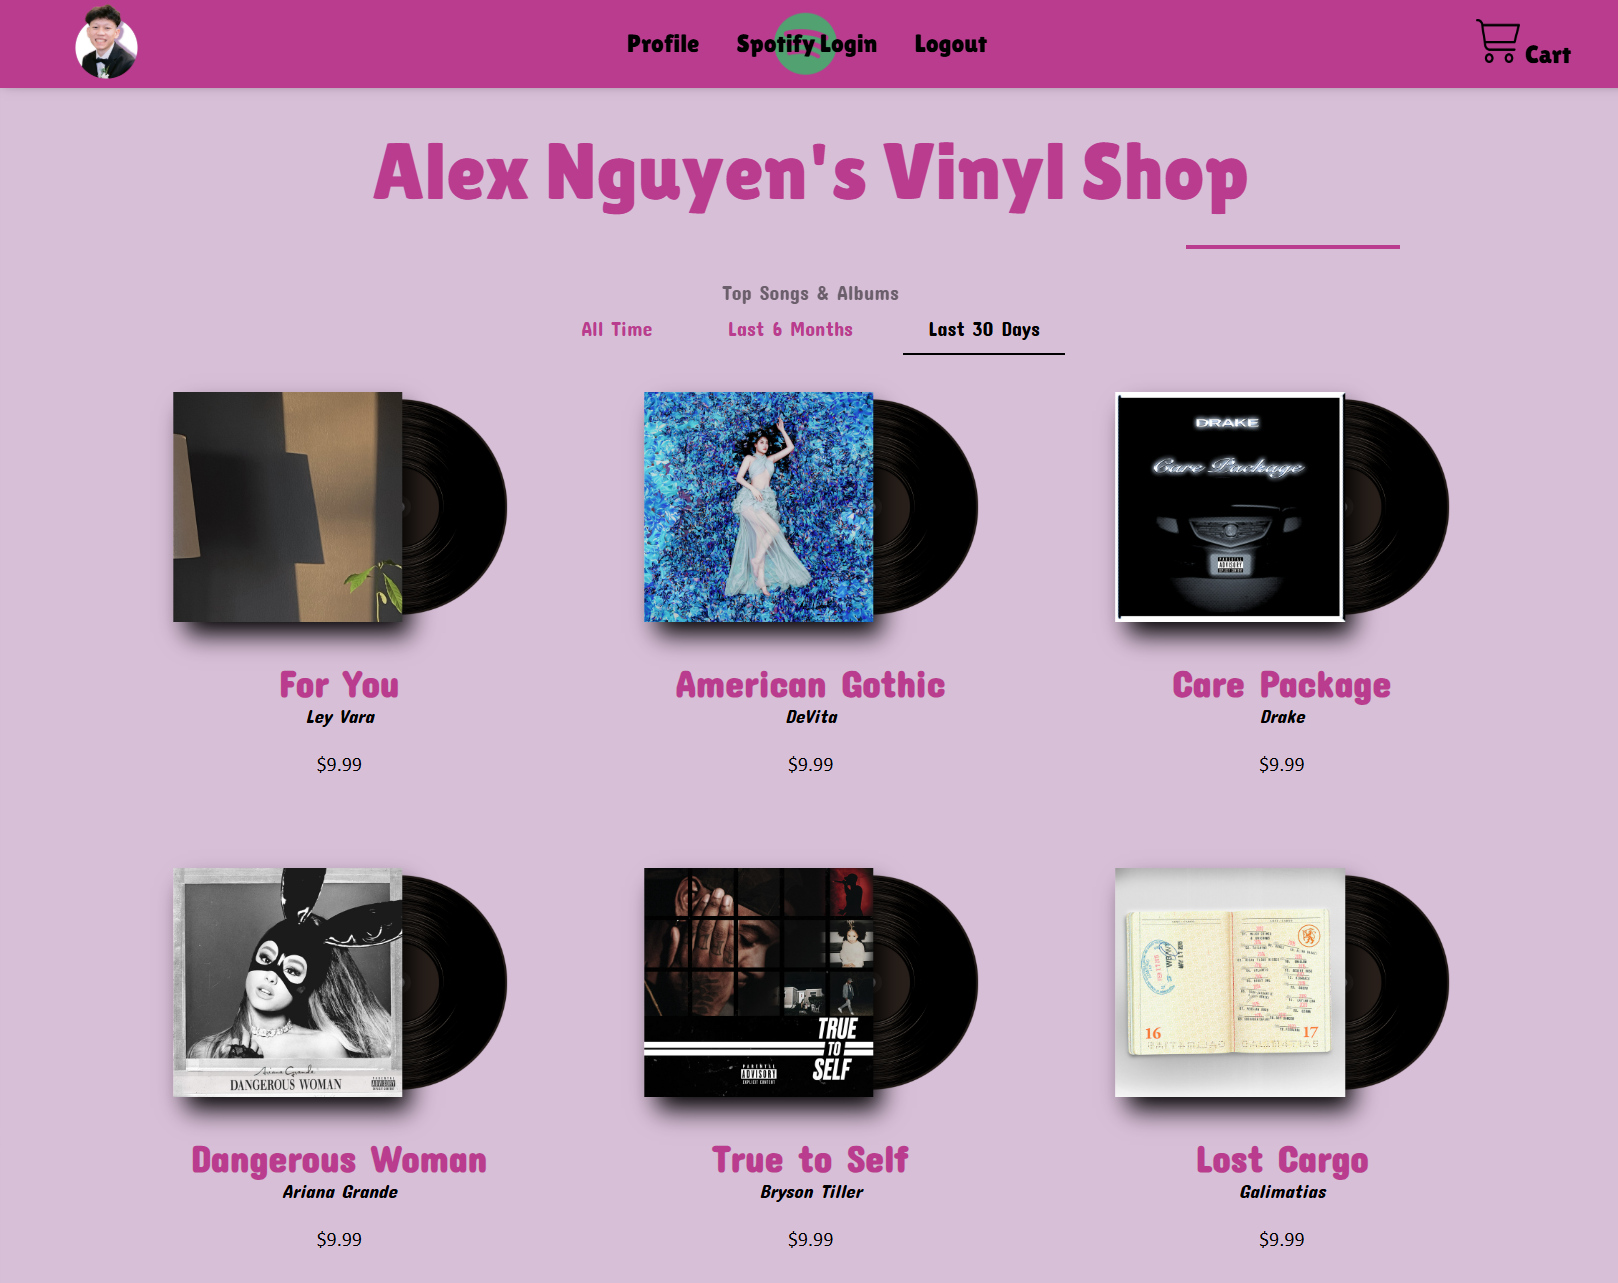 Profile Spotify Login Logout Cart
Alex Nguyen's Vinyl Shop
Top Songs & Albums
All Time Last 6 Months Last 30 Days
DRAKE
Care Package
PARENTAL
ADVISORY
For You American Gothic Care Package
Ley Vara DeVita Drake
$9.99 $9.99 $9.99
Ariana Grande
DANGEROUS WOMAN
TRUE
TO
SELF
PARENTAL
ADVISORY
EXPLICIT CONTENT
16 17
GALIMATIAS
Dangerous Woman True to Self Lost Cargo
Ariana Grande Bryson Tiller Galimatias
$9.99 $9.99 $9.99